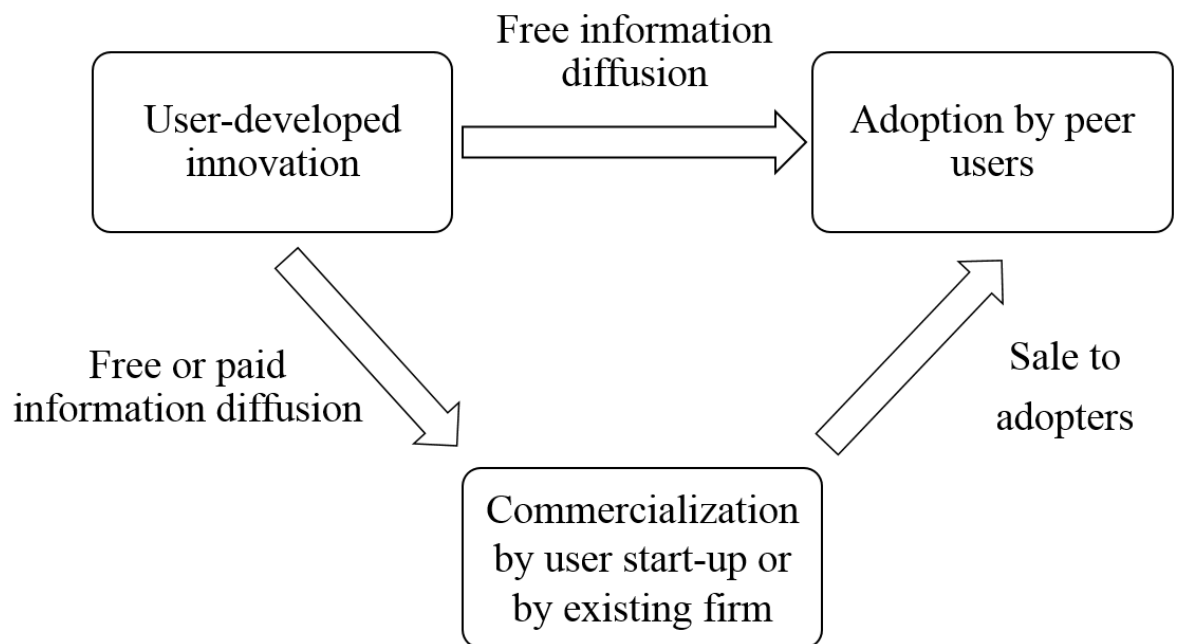 Free information
diffusion
User-developed
innovation
Adoption by peer
users
Free or paid
information diffusion
Sale to
adopters
Commercialization
by user start-up or
by existing firm